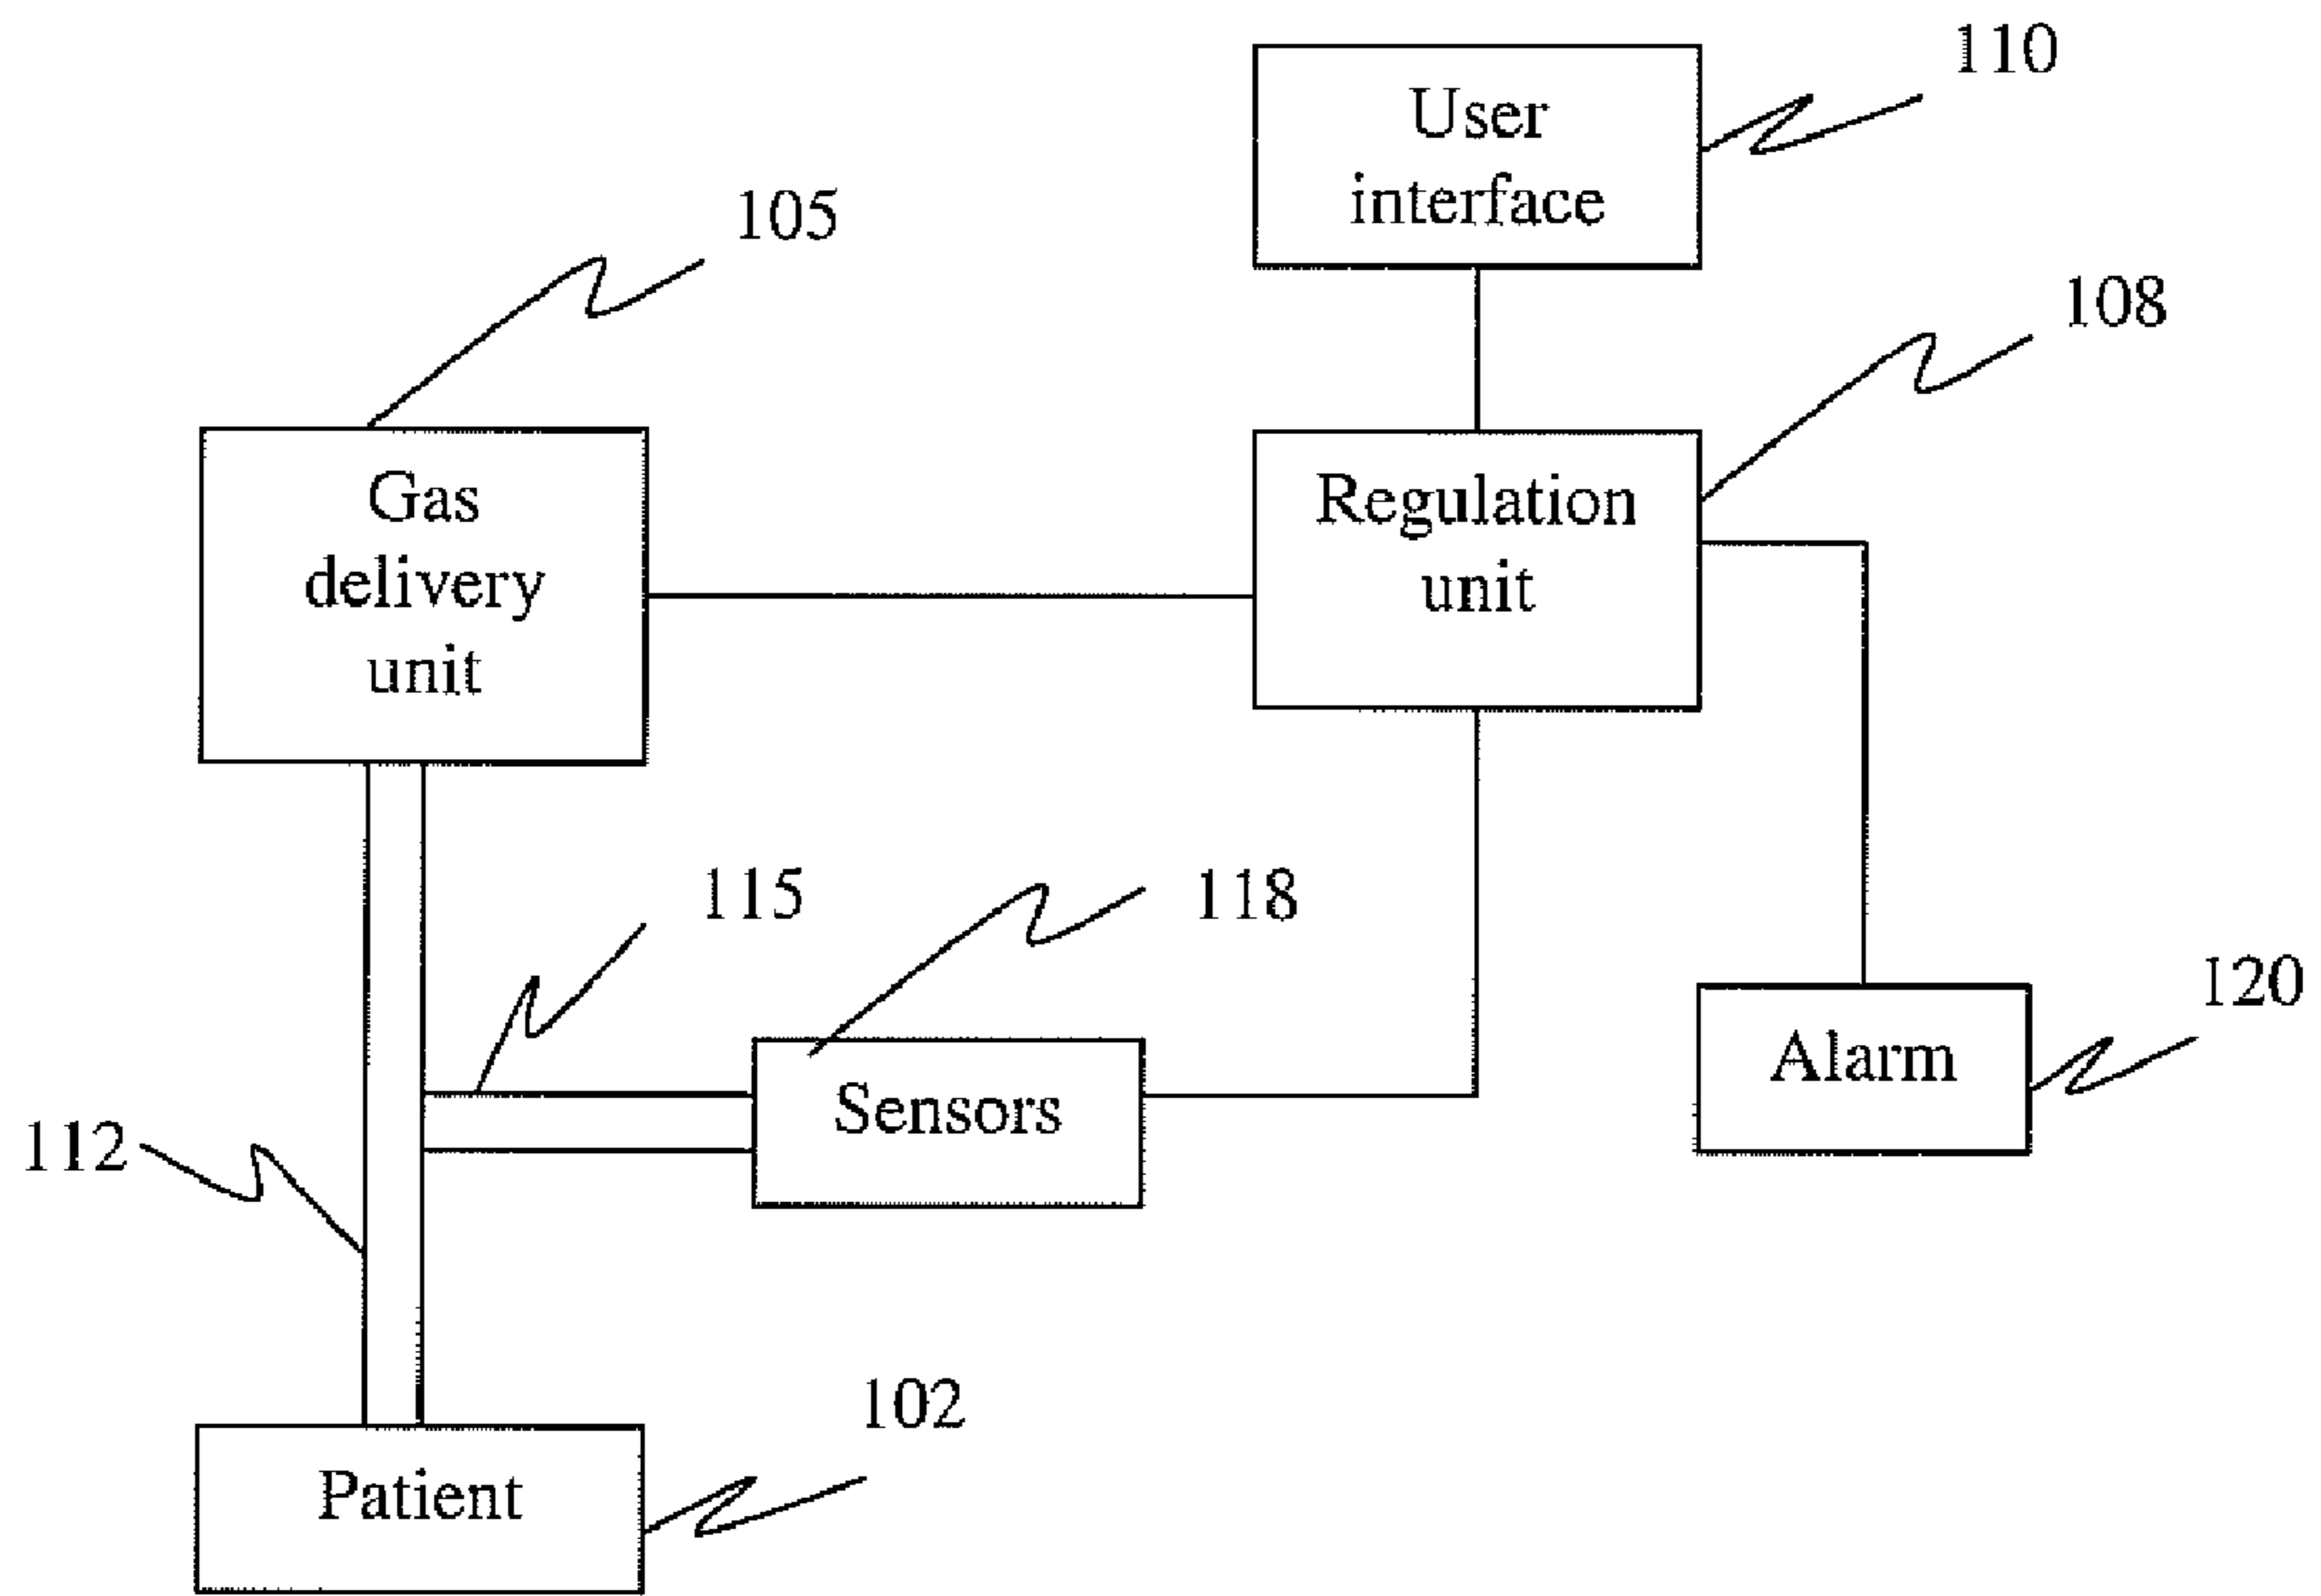 110
User
interface
105
108
Gas
delivery
unit
Regulation
unit
115
118
120
Alarm
Sensors
112
102
Patient